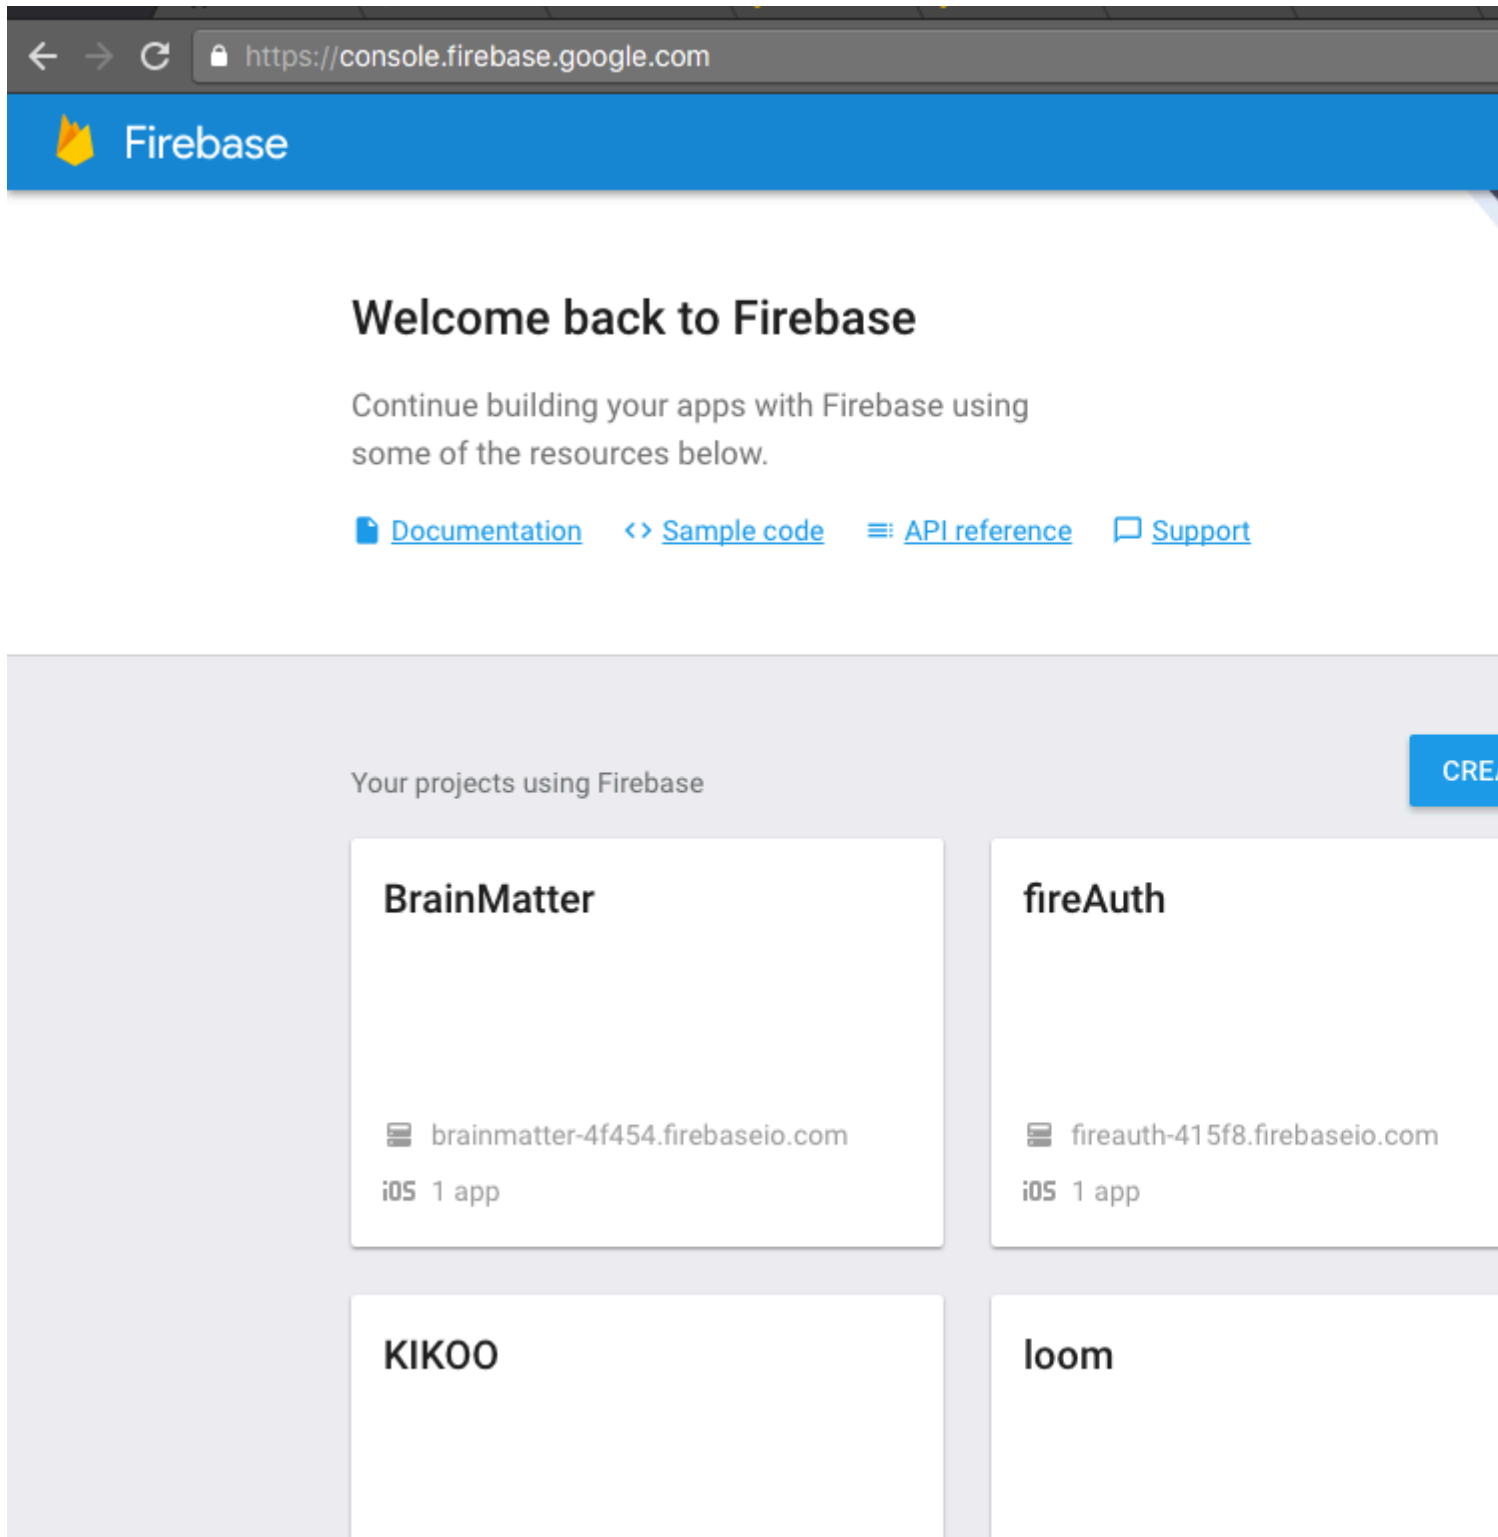 https://console.firebase.google.com
Firebase
Welcome back to Firebase
Continue building your apps with Firebase using
some of the resources below.
Documentation <> Sample code API reference Support
Your projects using Firebase
BrainMatter fireAuth
brainmatter-4f454.firebaseio.com fireauth-415f8.firebaseio.com
iOS 1 app iOS 1 app
KIKOO loom